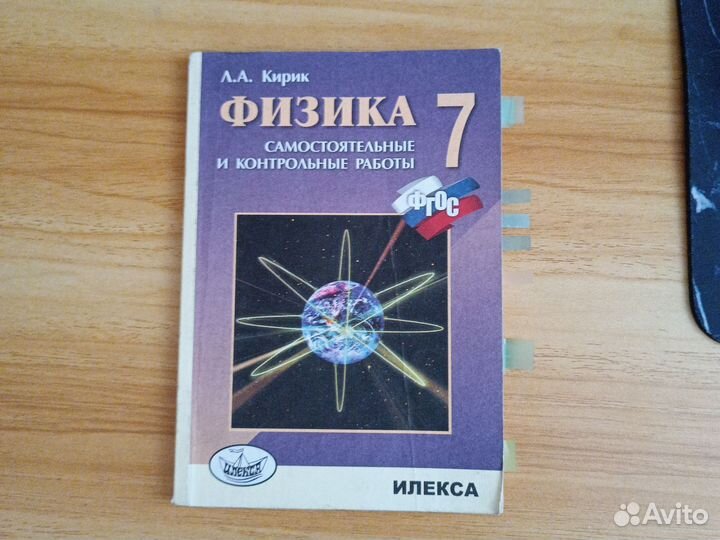 Л.А. Кирик
ФИЗИКА 7
САМОСТОЯТЕЛЬНЫЕ
И КОНТРОЛЬНЫЕ РАБОТЫ
ФГОС
ИЛЕКСА
ИЛЕКСА
Avito